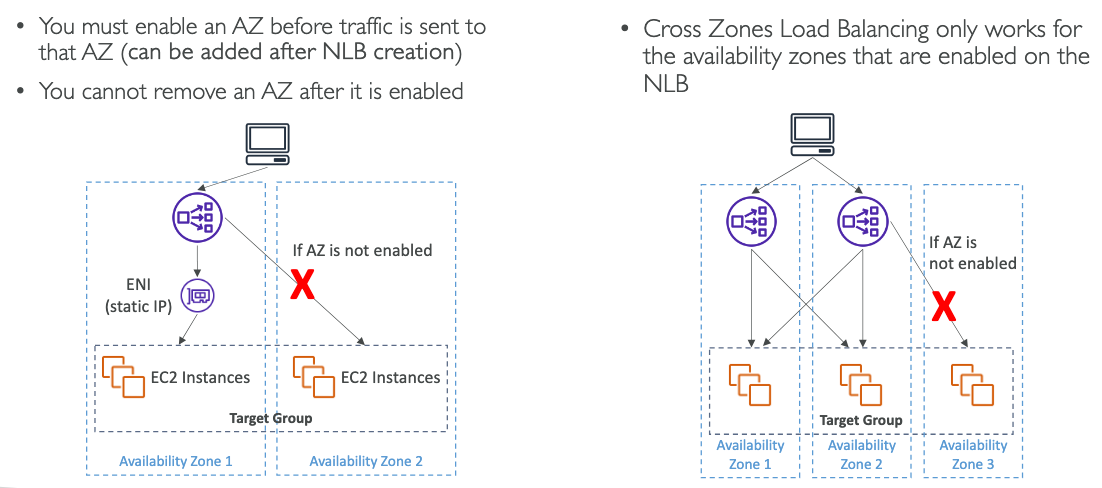 • You must enable an AZ before traffic is sent to
that AZ (can be added after NLB creation)
• You cannot remove an AZ after it is enabled
If AZ is not enabled
X
ENI
(static IP)
EC2 Instances
EC2 Instances
Target Group
Availability Zone 1
Availability Zone 2
• Cross Zones Load Balancing only works for
the availability zones that are enabled on the
NLB
If AZ is
not enabled
X
Target Group
Availability
Zone 1
Availability
Zone 2
Availability
Zone 3